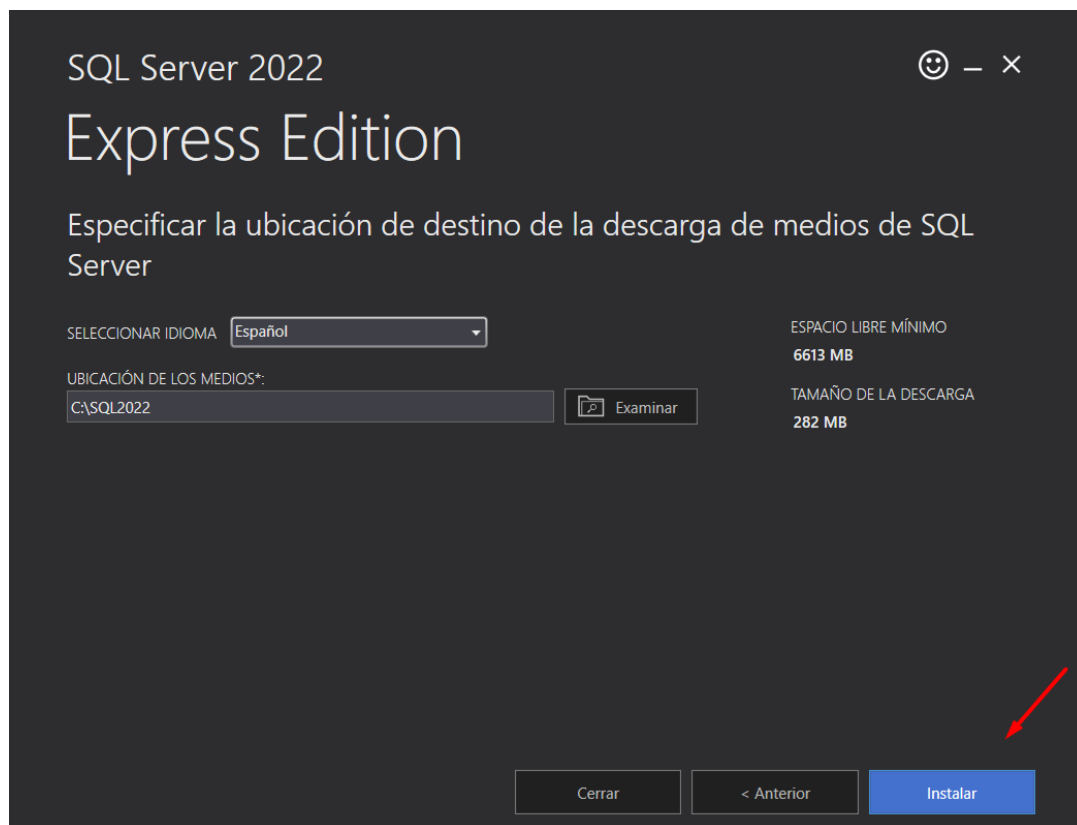 SQL Server 2022
Express Edition
Especificar la ubicación de destino de la descarga de medios de SQL
Server
SELECCIONAR IDIOMA Español
UBICACIÓN DE LOS MEDIOS*:
C:\SQL2022
Examinar
ESPACIO LIBRE MÍNIMO
6613 MB
TAMAÑO DE LA DESCARGA
282 MB
Cerrar
< Anterior
Instalar